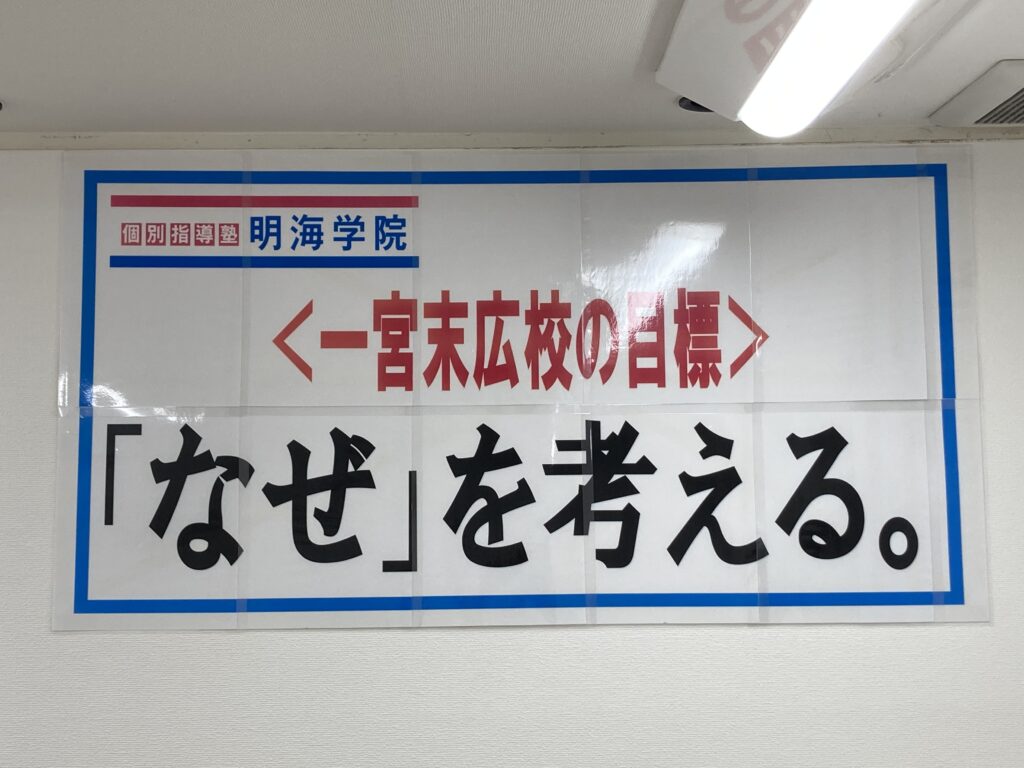 個別指導塾 明海学院
<一宮末広校の目標>
「なぜ」を考える。